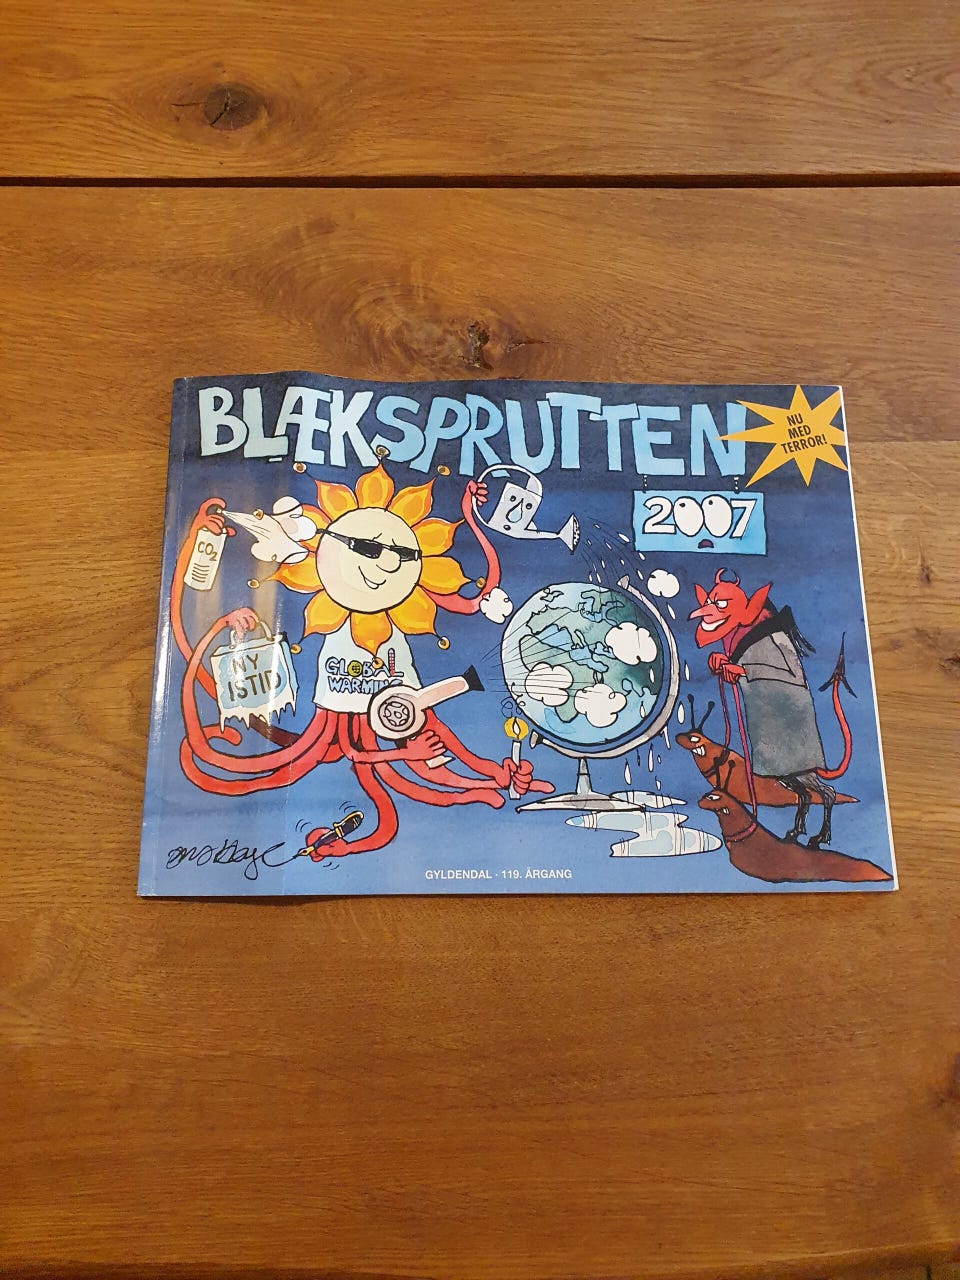 BLÆKSPRUTTEN
NU
MED
TERROR!
2007
CO2
NY
ISTID
GLOBAL
WARMING
GYLDENDAL · 119. ÅRGANG